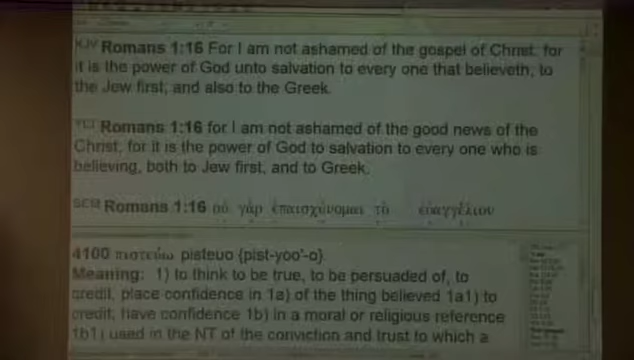 KJV Romans 1:16 For I am not ashamed of the gospel of Christ: for
it is the power of God unto salvation to every one that believeth; to
the Jew first, and also to the Greek.
YLT Romans 1:16 for I am not ashamed of the good news of the
Christ, for it is the power of God to salvation to every one who is
believing, both to Jew first, and to Greek.
Romans 1:16 οὐ γὰρ ἐπαισχύνομαι τὸ εὐαγγέλιον
4100 πιστεύω pisteuo {pist-yoo'-o}
Meaning: 1) to think to be true, to be persuaded of, to
credit, place confidence in 1a) of the thing believed 1a1) to
credit, have confidence 1b) in a moral or religious reference
1b1) used in the NT of the conviction and trust to which a